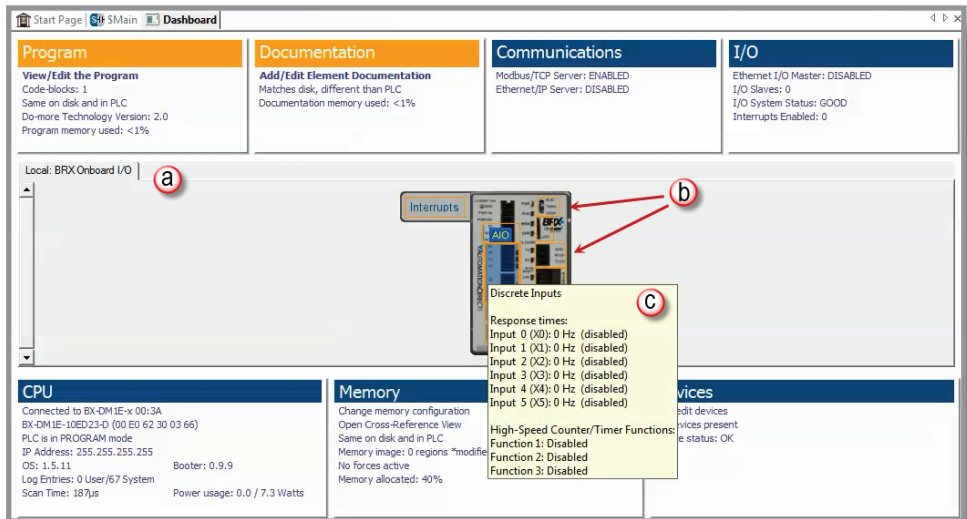 Start Page $Main Dashboard
Program
View/Edit the Program
Code-blocks: 1
Same on disk and in PLC
Do-more Technology Version: 2.0
Program memory used: <1%
Documentation
Add/Edit Element Documentation
Matches disk, different than PLC
Documentation memory used: <1%
Communications
Modbus/TCP Server: ENABLED
Ethernet/IP Server: DISABLED
I/O
Ethernet I/O Master: DISABLED
I/O Slaves: 0
I/O System Status: GOOD
Interrupts Enabled: 0
Local: BRX Onboard I/O
a
b
Interrupts
BRX
AIO
AUTOMATIONDIRECT
c
Discrete Inputs
Response times:
Input 0 (X0): 0 Hz (disabled)
Input 1 (X1): 0 Hz (disabled)
Input 2 (X2): 0 Hz (disabled)
Input 3 (X3): 0 Hz (disabled)
Input 4 (X4): 0 Hz (disabled)
Input 5 (X5): 0 Hz (disabled)
High-Speed Counter/Timer Functions:
Function 1: Disabled
Function 2: Disabled
Function 3: Disabled
CPU
Connected to BX-DM1E-x 00:3A
BX-DM1E-10ED23-D (00 E0 62 30 03 66)
PLC is in PROGRAM mode
IP Address: 255.255.255.255
OS: 1.5.11 Booter: 0.9.9
Log Entries: 0 User/67 System
Scan Time: 187µs Power usage: 0.0 / 7.3 Watts
Memory
Change memory configuration
Open Cross-Reference View
Same on disk and in PLC
Memory image: 0 regions *modifie
No forces active
Memory allocated: 40%
vices
edit devices
evices present
e status: OK